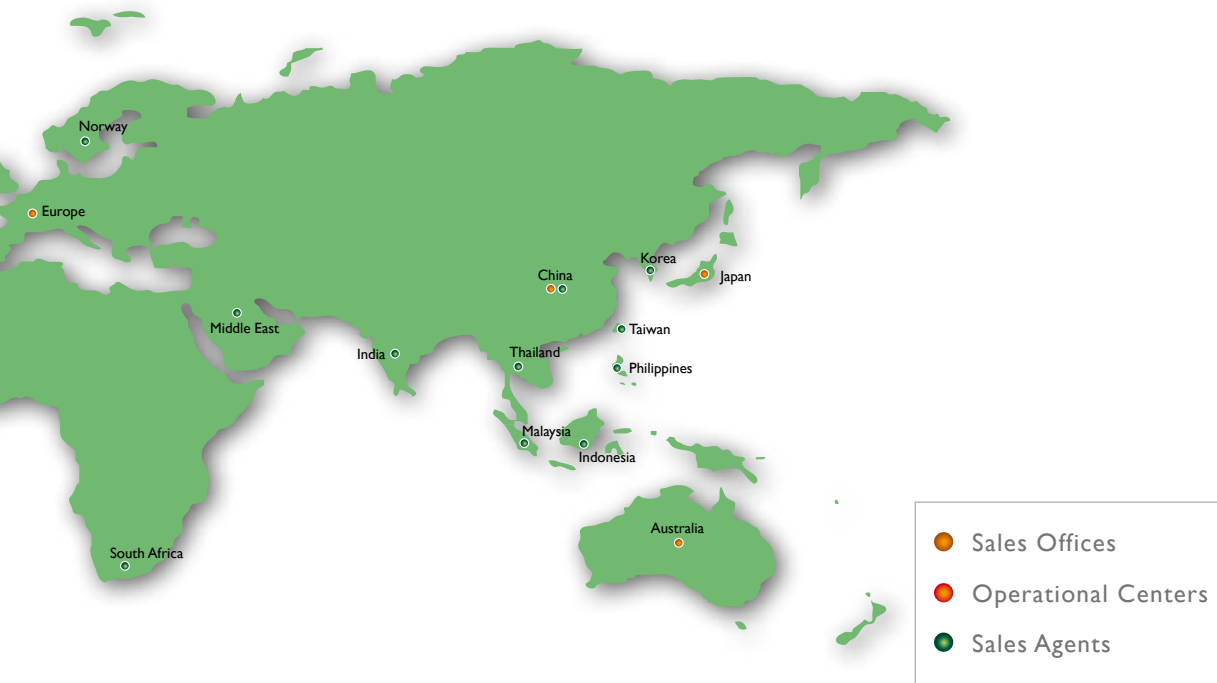 Norway
Europe
Korea
China
Japan
Middle East
Taiwan
India
Thailand
Philippines
Malaysia
Indonesia
Australia
South Africa
Sales Offices
Operational Centers
Sales Agents